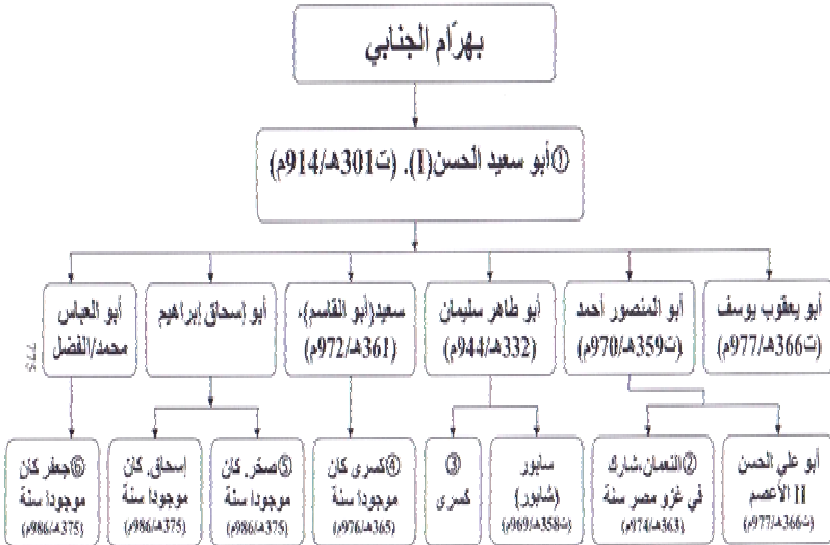 بهرّام الجنابي
①أبو سعيد الحسن(I). (ت301هـ/914م)
أبو يعقوب يوسف
(ت366هـ/977م)
أبو المنصور أحمد
(ت359هـ/970م).
أبو طاهر سليمان
(332هـ/944م)
سعيد(أبو القاسم)،
(361هـ/972م)
أبو إسحاق إبراهيم
أبو العباس
محمد/الفضل
775
أبو علي الحسن
II الأعصم
(ت366هـ/977م)
②النعمان.شارك
في غزو مصر سنة
(363هـ/974م)
سابور
(شابور)
(ت358هـ/969م)
③
كسرى
④كسرى كان
موجودا سنة
(365هـ/976م)
⑤صخر. كان
موجودا سنة
(375هـ/986م)
إسحاق. كان
موجودا سنة
(375هـ/986م)
⑥جعفر كان
موجودا سنة
(375هـ/986م)